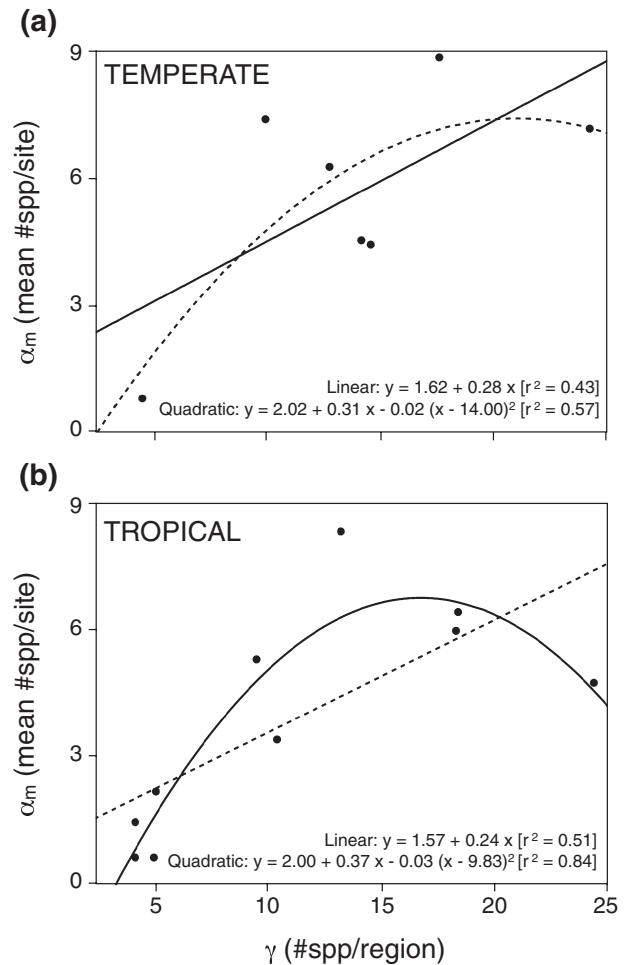 (a)
9
TEMPERATE
6
3
0
αm (mean #spp/site)
Linear: y = 1.62 + 0.28 x [r² = 0.43]
Quadratic: y = 2.02 + 0.31 x - 0.02 (x - 14.00)² [r² = 0.57]
(b)
9
TROPICAL
6
3
0
αm (mean #spp/site)
Linear: y = 1.57 + 0.24 x [r² = 0.51]
Quadratic: y = 2.00 + 0.37 x - 0.03 (x - 9.83)² [r² = 0.84]
5 10 15 20 25
γ (#spp/region)